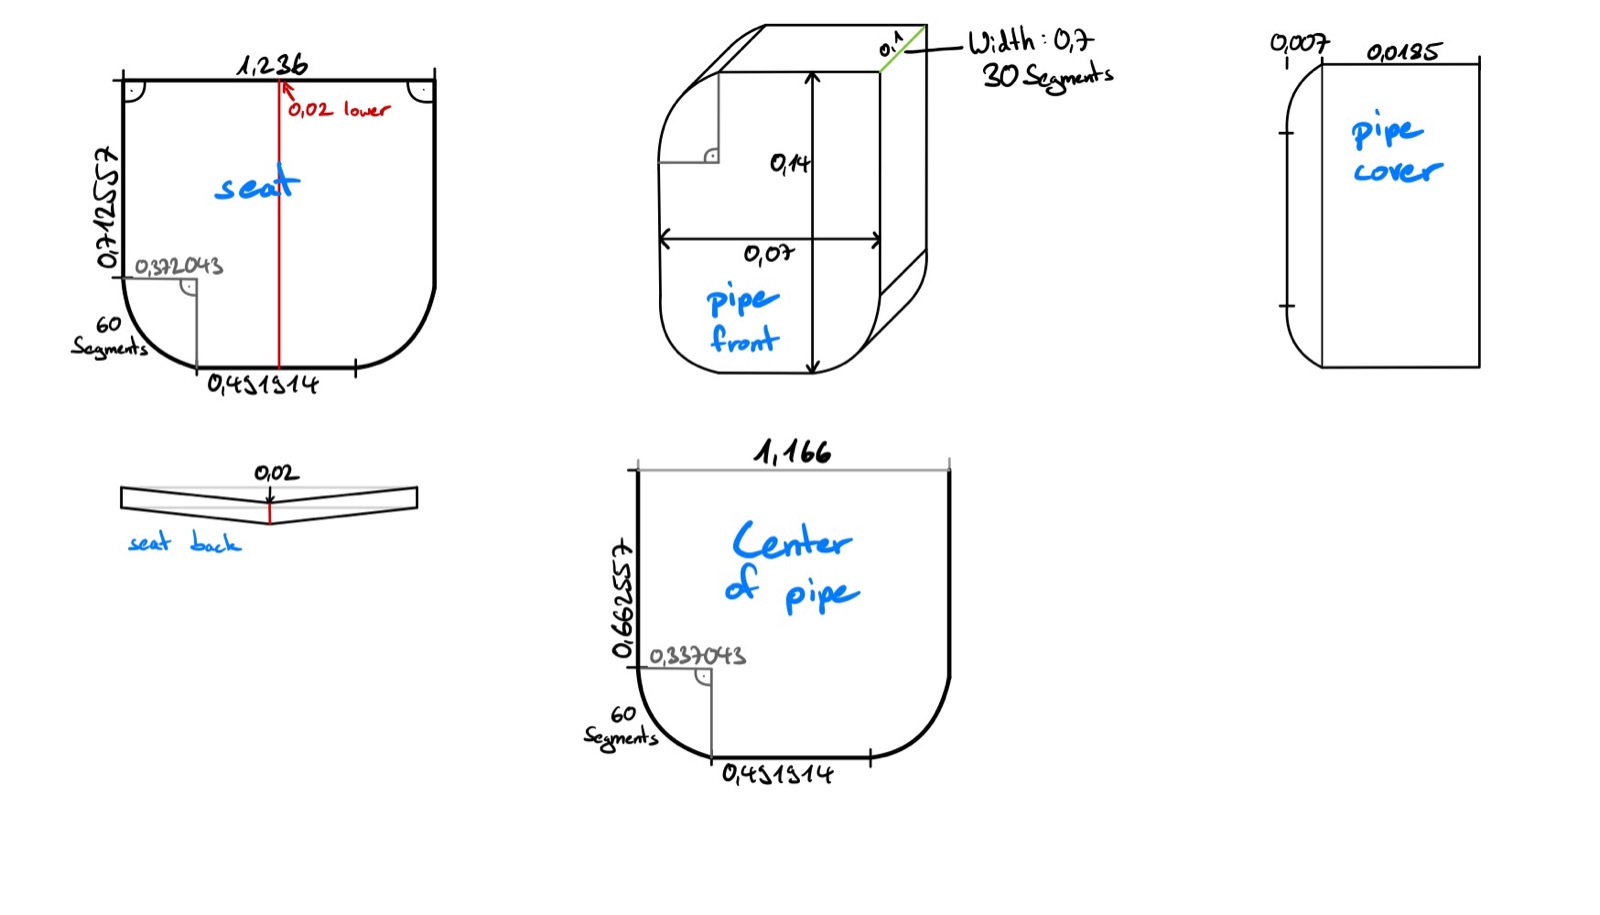 1,236
0,02 lower
0,712557
seat
0,372043
60
Segments
0,491914
0,02
seat back
0,1
Width : 0,7
30 Segments
0,14
0,07
pipe
front
0,007
0,0185
pipe
cover
1,166
Center
of pipe
0,662557
0,337043
60
Segments
0,491914